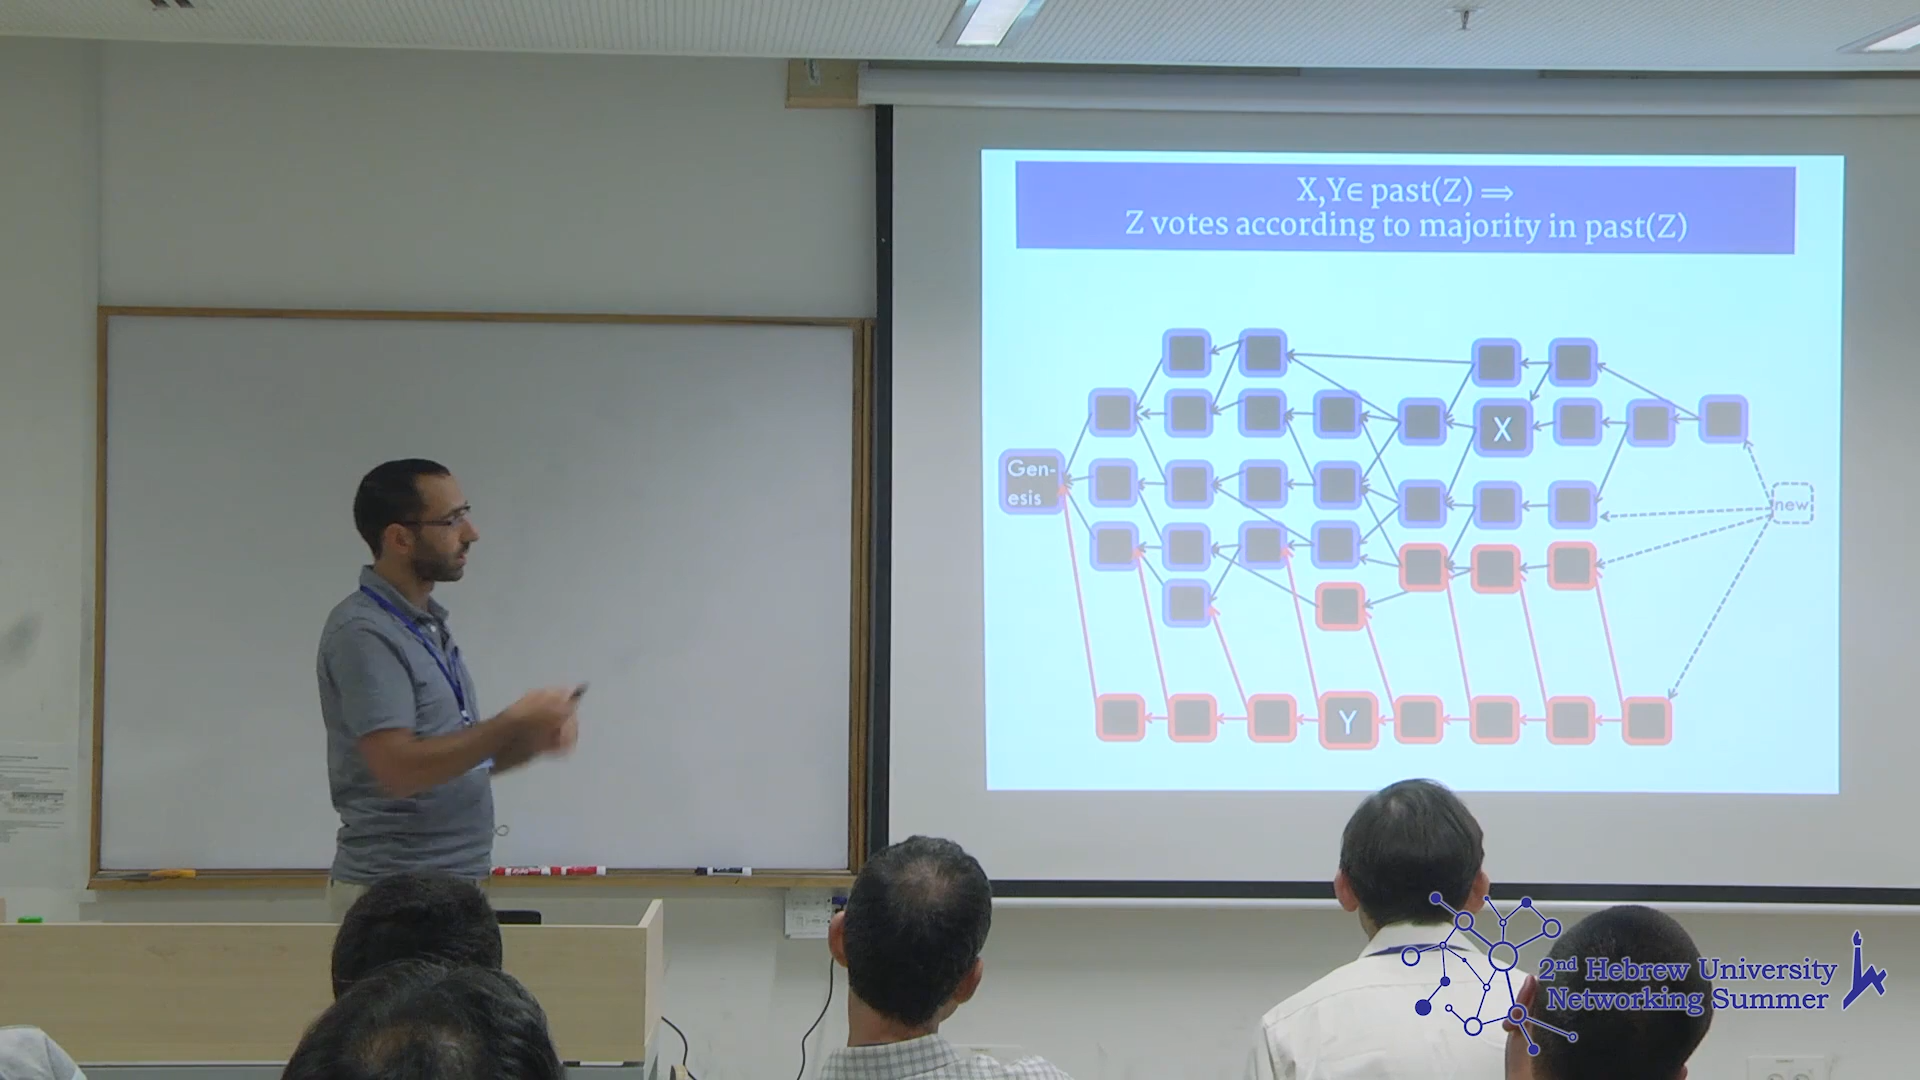 X,Y∈ past(Z) ⟹
Z votes according to majority in past(Z)
X
Gen-
esis
new
Y
2nd Hebrew University
Networking Summer